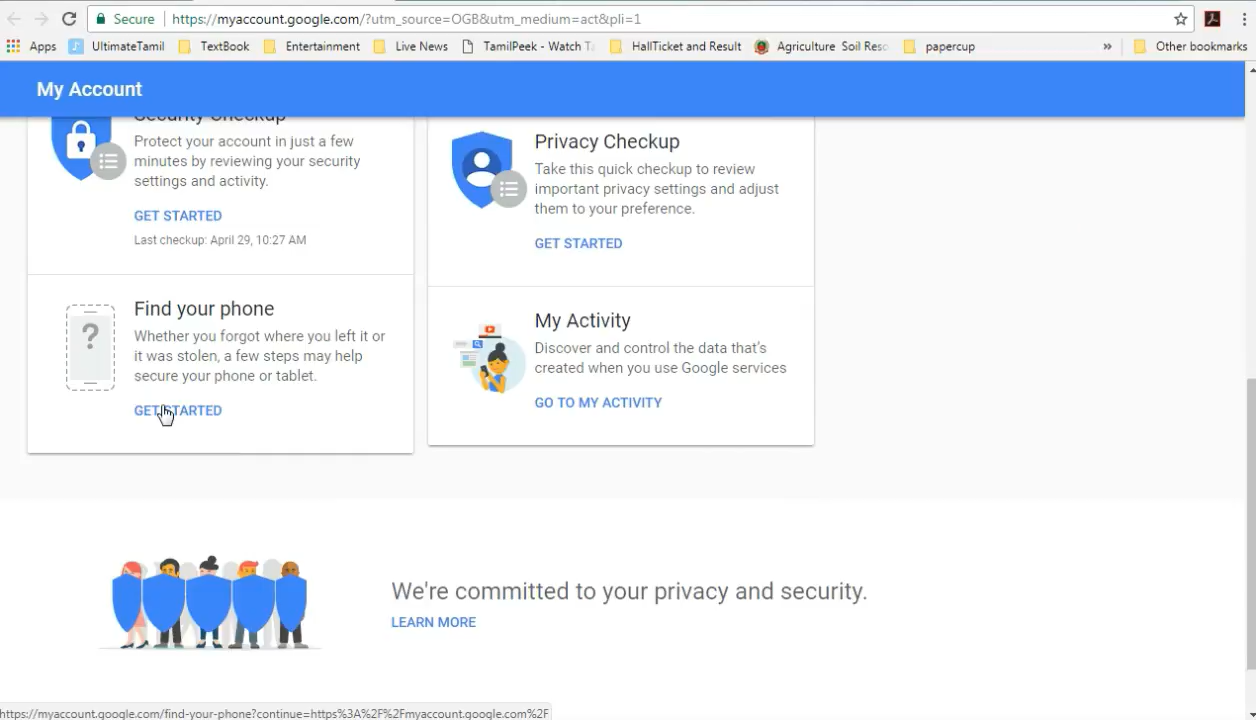 Secure https://myaccount.google.com/?utm_source=OGB&utm_medium=act&pli=1
Apps UltimateTamil TextBook Entertainment Live News TamilPeek - Watch Ta HallTicket and Result Agriculture Soil Reso papercup » Other bookmarks
My Account
Security Checkup
Protect your account in just a few
minutes by reviewing your security
settings and activity.
GET STARTED
Last checkup: April 29, 10:27 AM
Find your phone
Whether you forgot where you left it or
it was stolen, a few steps may help
secure your phone or tablet.
GET STARTED
Privacy Checkup
Take this quick checkup to review
important privacy settings and adjust
them to your preference.
GET STARTED
My Activity
Discover and control the data that's
created when you use Google services
GO TO MY ACTIVITY
We're committed to your privacy and security.
LEARN MORE
https://myaccount.google.com/find-your-phone?continue=https%3A%2F%2Fmyaccount.google.com%2F